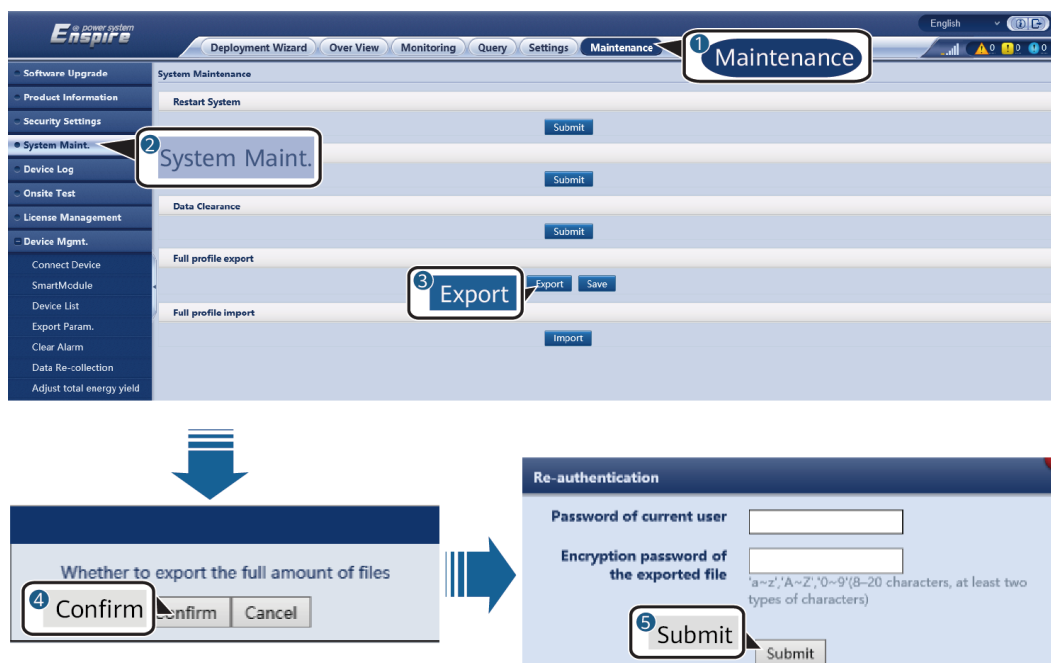 Enspire @ power system
English
Deployment Wizard Over View Monitoring Query Settings Maintenance
1 Maintenance
0 0 0
Software Upgrade
System Maintenance
Product Information
Restart System
Security Settings
Submit
System Maint.
2 System Maint.
Device Log
Submit
Onsite Test
Data Clearance
License Management
Submit
Device Mgmt.
Full profile export
Connect Device
SmartModule
3 Export
Export Save
Device List
Full profile import
Export Param.
Import
Clear Alarm
Data Re-collection
Adjust total energy yield
Whether to export the full amount of files
4 Confirm
Cancel
Re-authentication
Password of current user
Encryption password of
the exported file
'a~z','A~Z','0~9'(8–20 characters, at least two
types of characters)
5 Submit
Submit